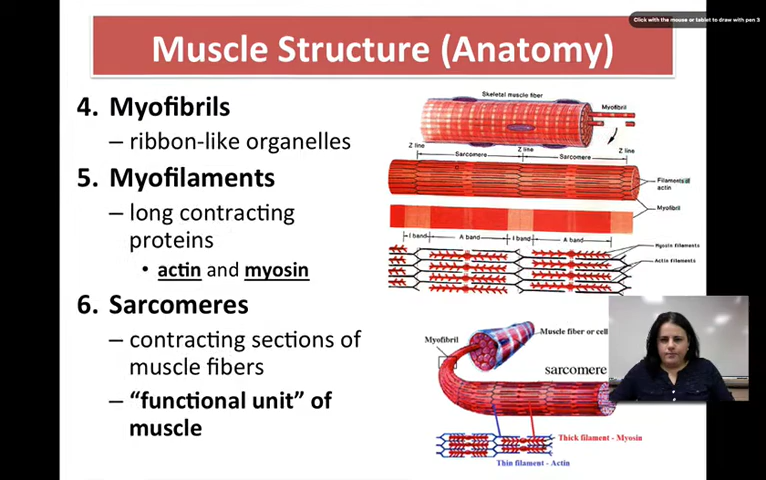 Click with the mouse or tablet to draw with pen 3
Muscle Structure (Anatomy)
4. Myofibrils
– ribbon-like organelles
5. Myofilaments
– long contracting
proteins
• actin and myosin
6. Sarcomeres
– contracting sections of
muscle fibers
– “functional unit” of
muscle
Skeletal muscle fiber
Myofibril
Z line
Z line
Z line
Sarcomere
Sarcomere
Filaments of
actin
Myofibril
I band
A band
I band
A band
Myosin filaments
Actin Filaments
Muscle fiber or cell
Myofibril
sarcomere
Thick filament - Myosin
Thin filament - Actin